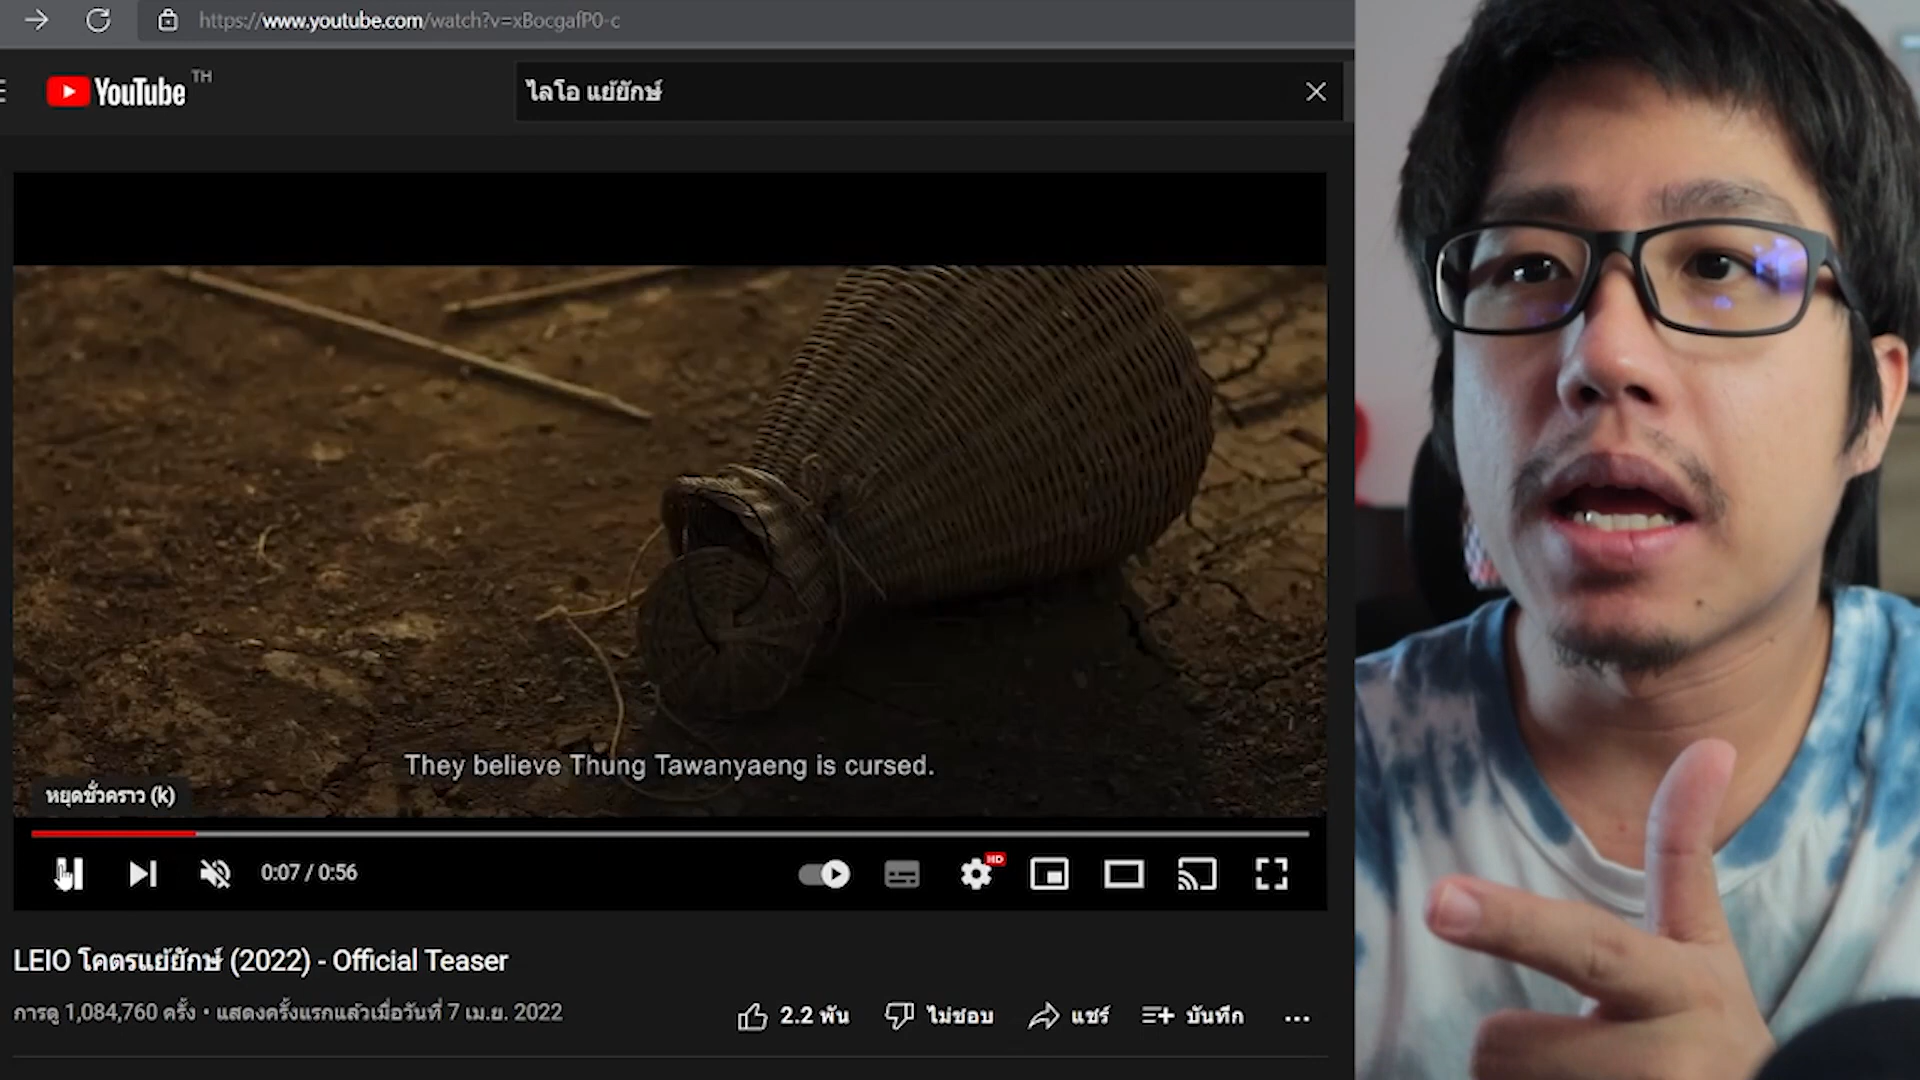 https://www.youtube.com/watch?v=xBocgafP0-c
YouTube TH
ไลโอ แย้ยักษ์
They believe Thung Tawanyaeng is cursed.
หยุดชั่วคราว (k)
0:07 / 0:56
HD
LEIO โคตรแย้ยักษ์ (2022) - Official Teaser
การดู 1,084,760 ครั้ง • แสดงครั้งแรกแล้วเมื่อวันที่ 7 เม.ย. 2022
2.2 พัน ไม่ชอบ แชร์ บันทึก